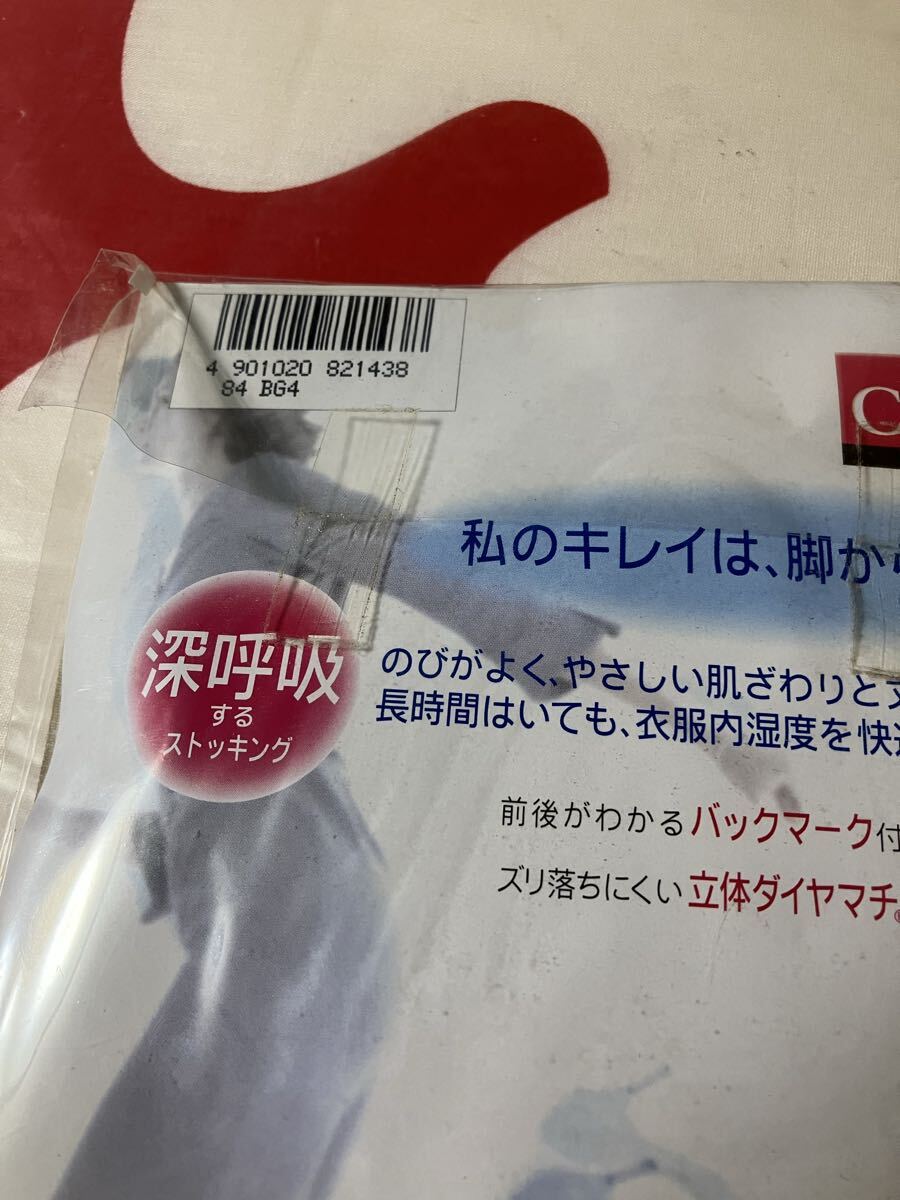 4 901020 821438
84 BG4
C
私のキレイは、脚か
深呼吸
する
ストッキング
のびがよく、やさしい肌ざわりと
長時間はいても、衣服内湿度を快
前後がわかるバックマーク付
ズリ落ちにくい立体ダイヤマチ®